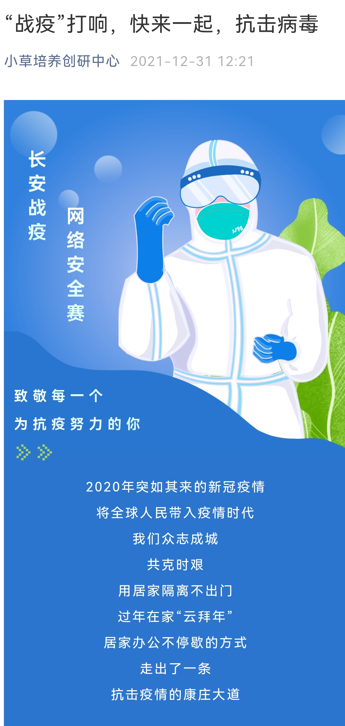 “战疫”打响，快来一起，抗击病毒
小草培养创研中心 2021-12-31 12:21
长安战疫
网络安全赛
致敬每一个
为抗疫努力的你
2020年突如其来的新冠疫情
将全球人民带入疫情时代
我们众志成城
共克时艰
用居家隔离不出门
过年在家“云拜年”
居家办公不停歇的方式
走出了一条
抗击疫情的康庄大道